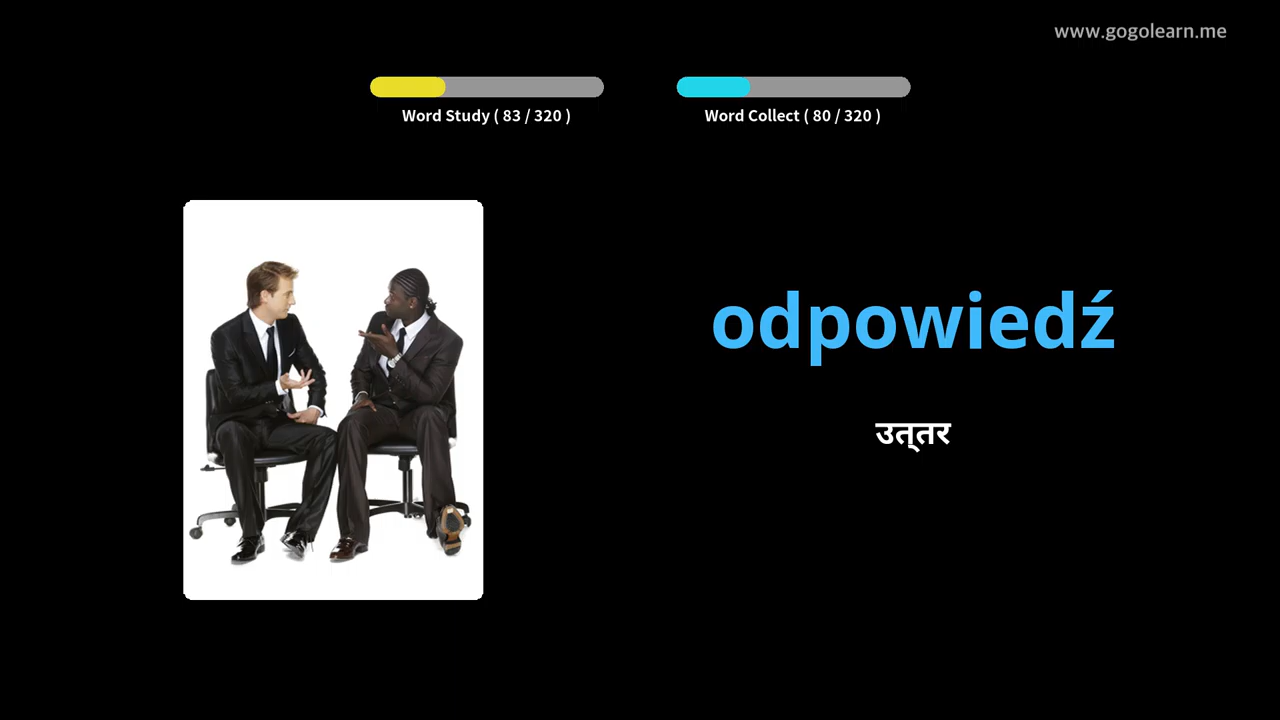 www.gogolearn.me
Word Study ( 83 / 320 )
Word Collect ( 80 / 320 )
odpowiedź
उत्तर